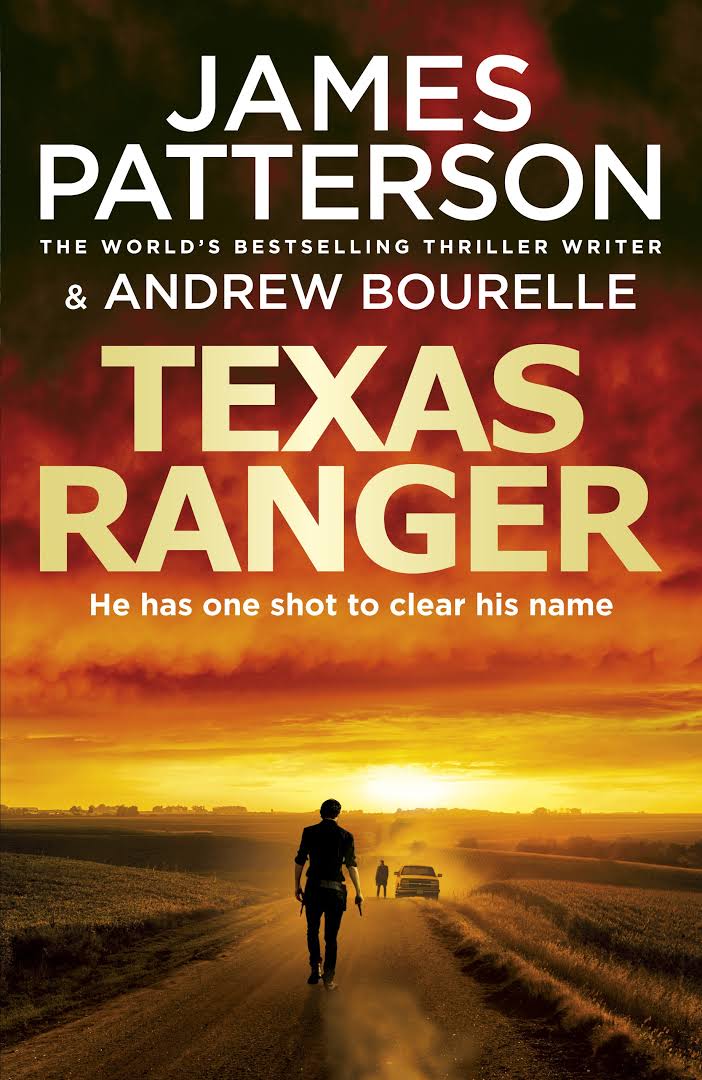 JAMES
PATTERSON
THE WORLD'S BESTSELLING THRILLER WRITER
& ANDREW BOURELLE
TEXAS
RANGER
He has one shot to clear his name